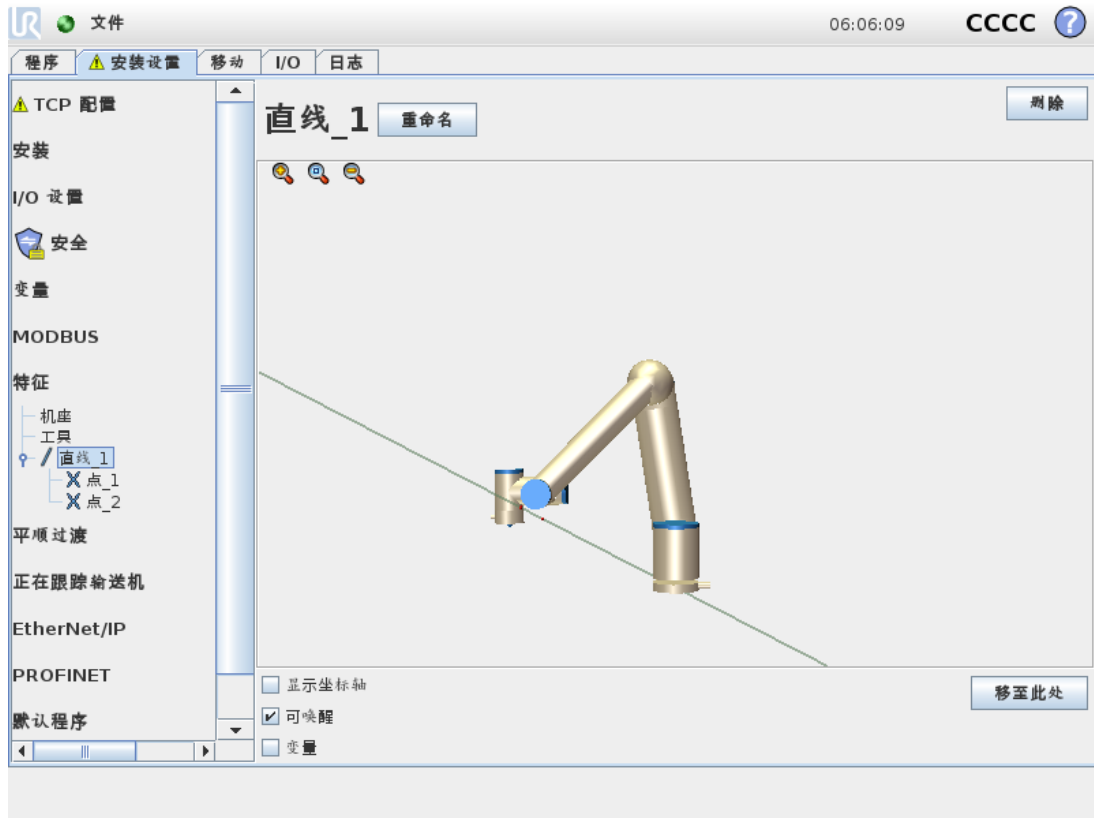 UR 文件 06:06:09 CCCC ?
程序 安装设置 移动 I/O 日志
TCP 配置
安装
I/O 设置
安全
变量
MODBUS
特征
机座
工具
直线_1
点_1
点_2
平顺过渡
正在跟踪输送机
EtherNet/IP
PROFINET
默认程序
直线_1 重命名 删除
显示坐标轴
可唤醒
变量
移至此处